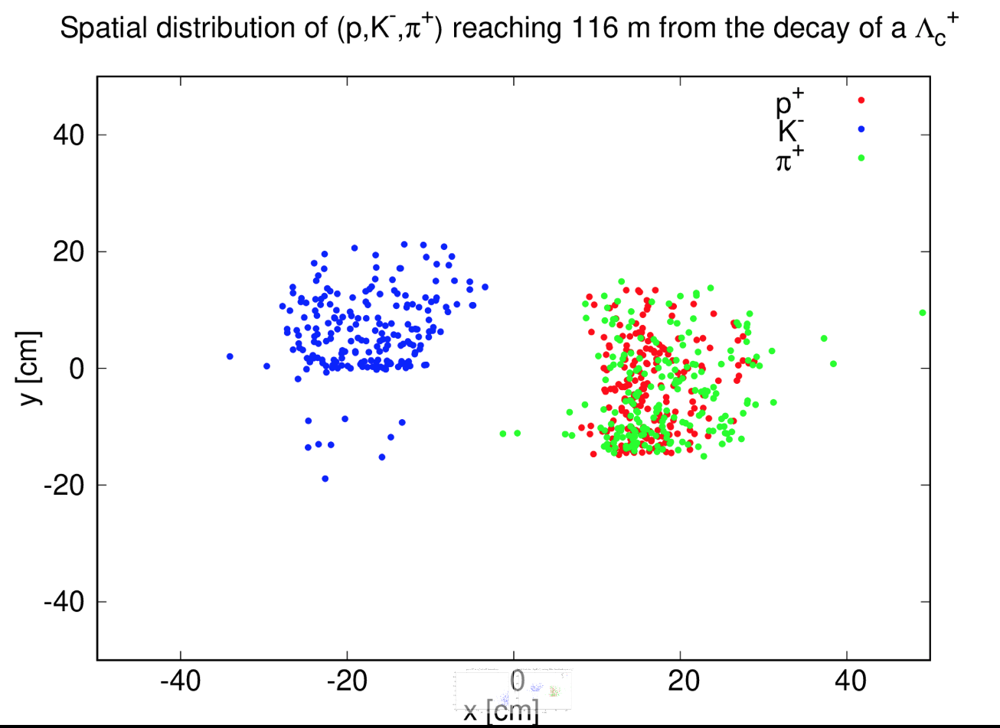 Spatial distribution of (p,K⁻,π⁺) reaching 116 m from the decay of a Λc⁺
p⁺
K⁻
π⁺
40
20
0
-20
-40
y [cm]
-40 -20 0 20 40
x [cm]